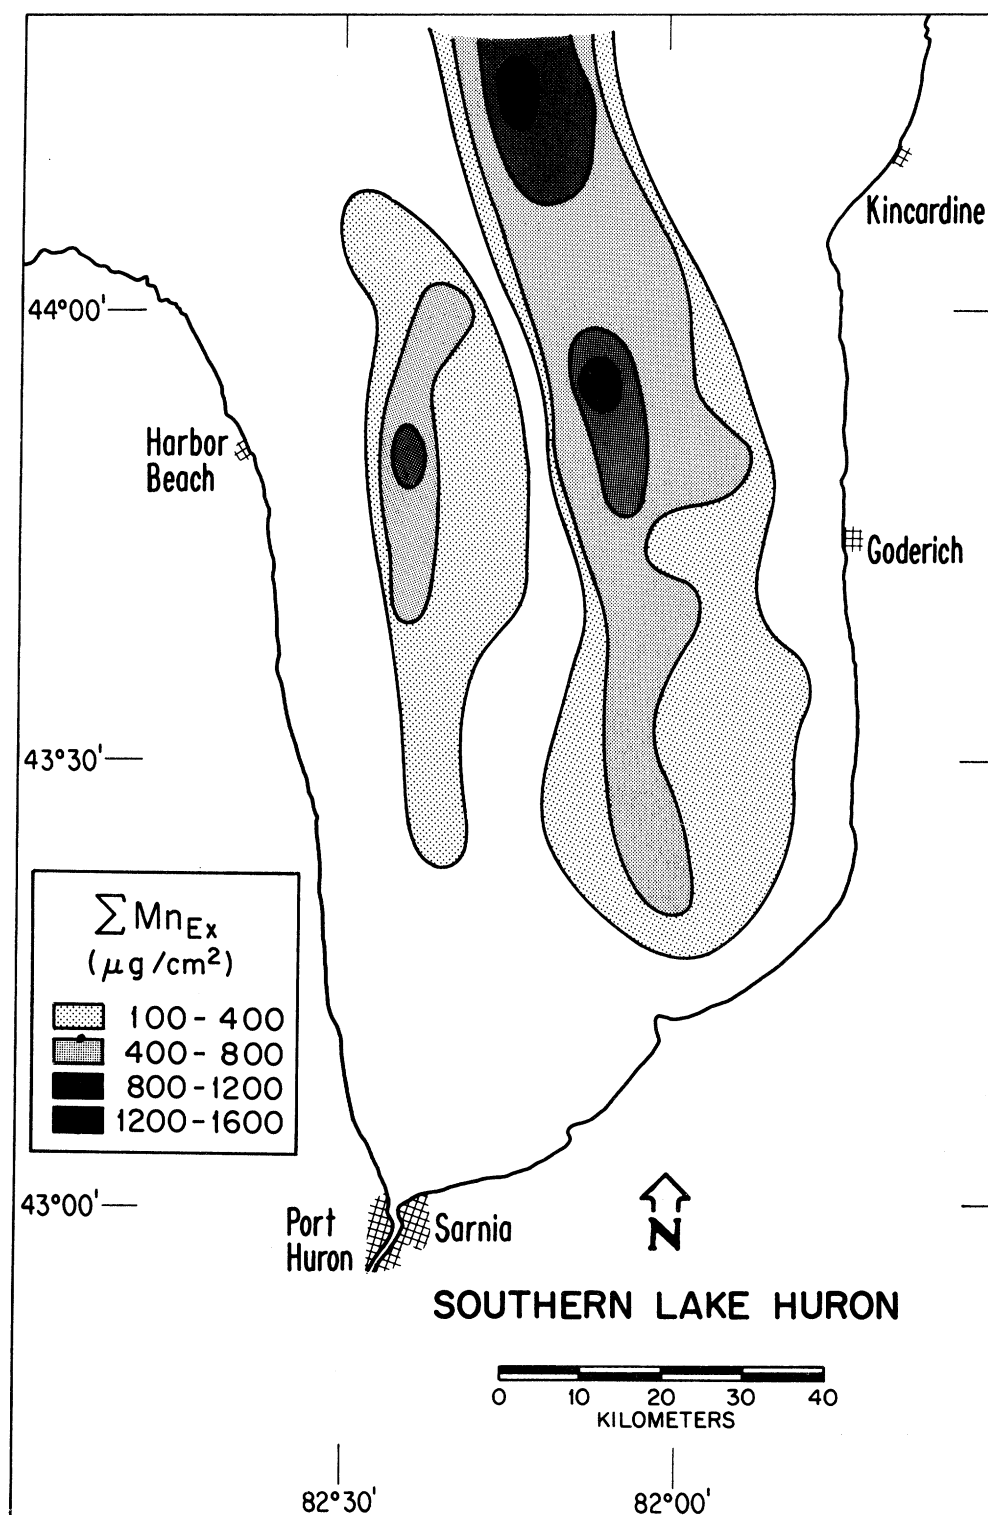 Kincardine
44°00'
Harbor
Beach
Goderich
43°30'
∑MnEx
(μg/cm²)
100-400
400-800
800-1200
1200-1600
43°00'
Port
Huron
Sarnia
N
SOUTHERN LAKE HURON
0 10 20 30 40
KILOMETERS
82°30' 82°00'